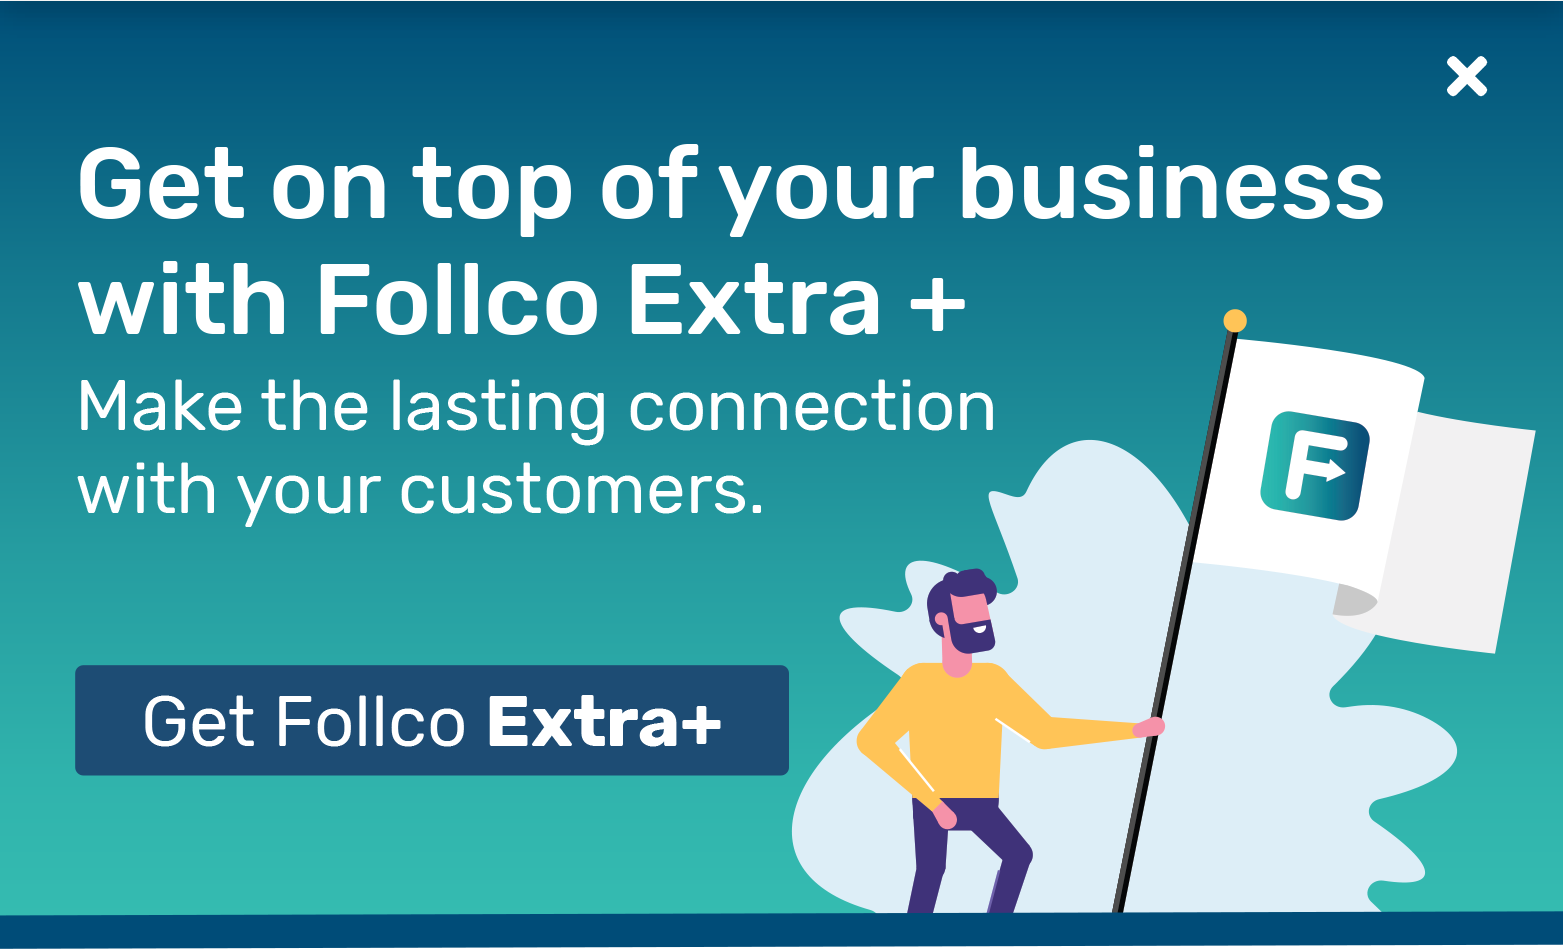 Get on top of your business
with Follco Extra +
Make the lasting connection
with your customers.
Get Follco Extra+
F